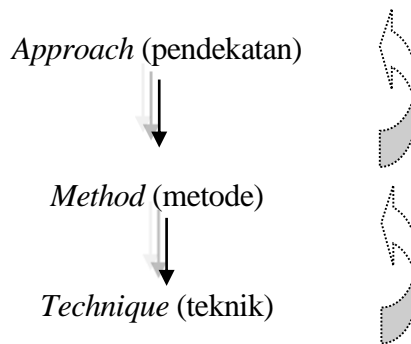 Approach (pendekatan)
Method (metode)
Technique (teknik)